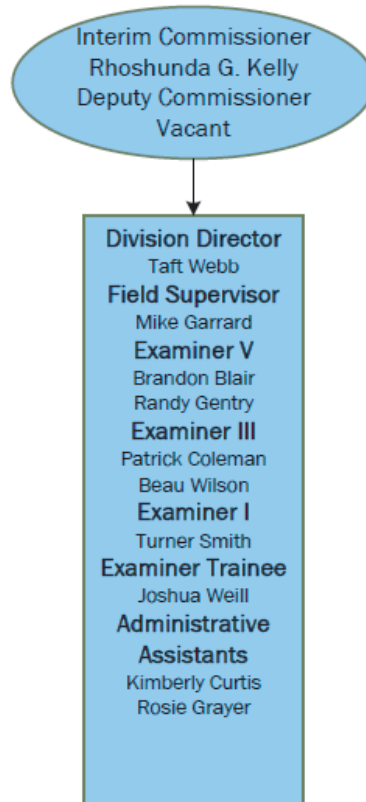 Interim Commissioner
Rhoshunda G. Kelly
Deputy Commissioner
Vacant
Division Director
Taft Webb
Field Supervisor
Mike Garrard
Examiner V
Brandon Blair
Randy Gentry
Examiner III
Patrick Coleman
Beau Wilson
Examiner I
Turner Smith
Examiner Trainee
Joshua Weill
Administrative
Assistants
Kimberly Curtis
Rosie Grayer